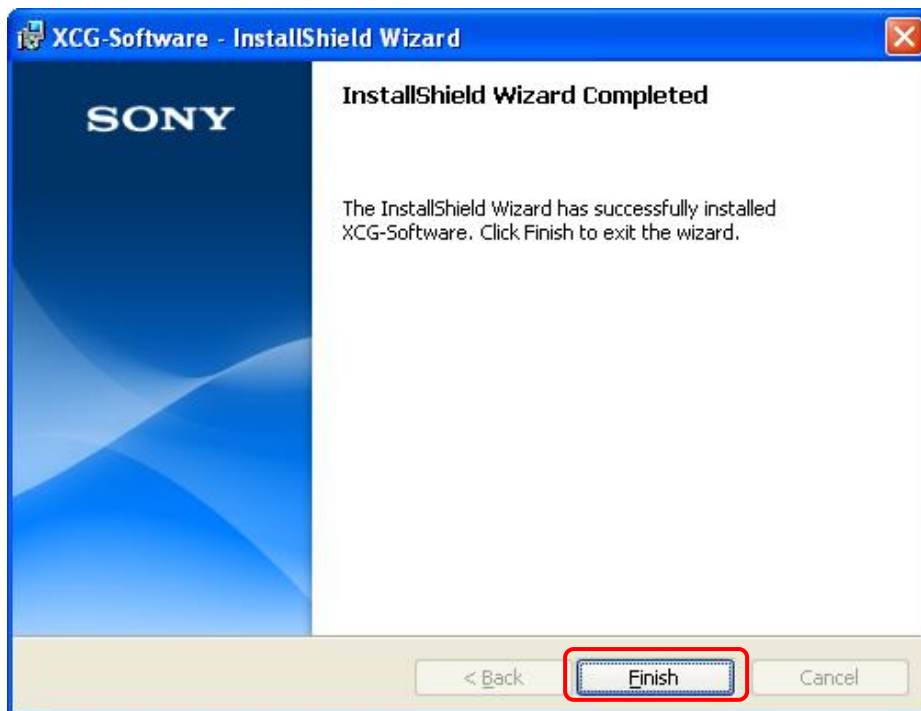 XCG-Software - InstallShield Wizard
SONY
InstallShield Wizard Completed
The InstallShield Wizard has successfully installed
XCG-Software. Click Finish to exit the wizard.
< Back
Finish
Cancel